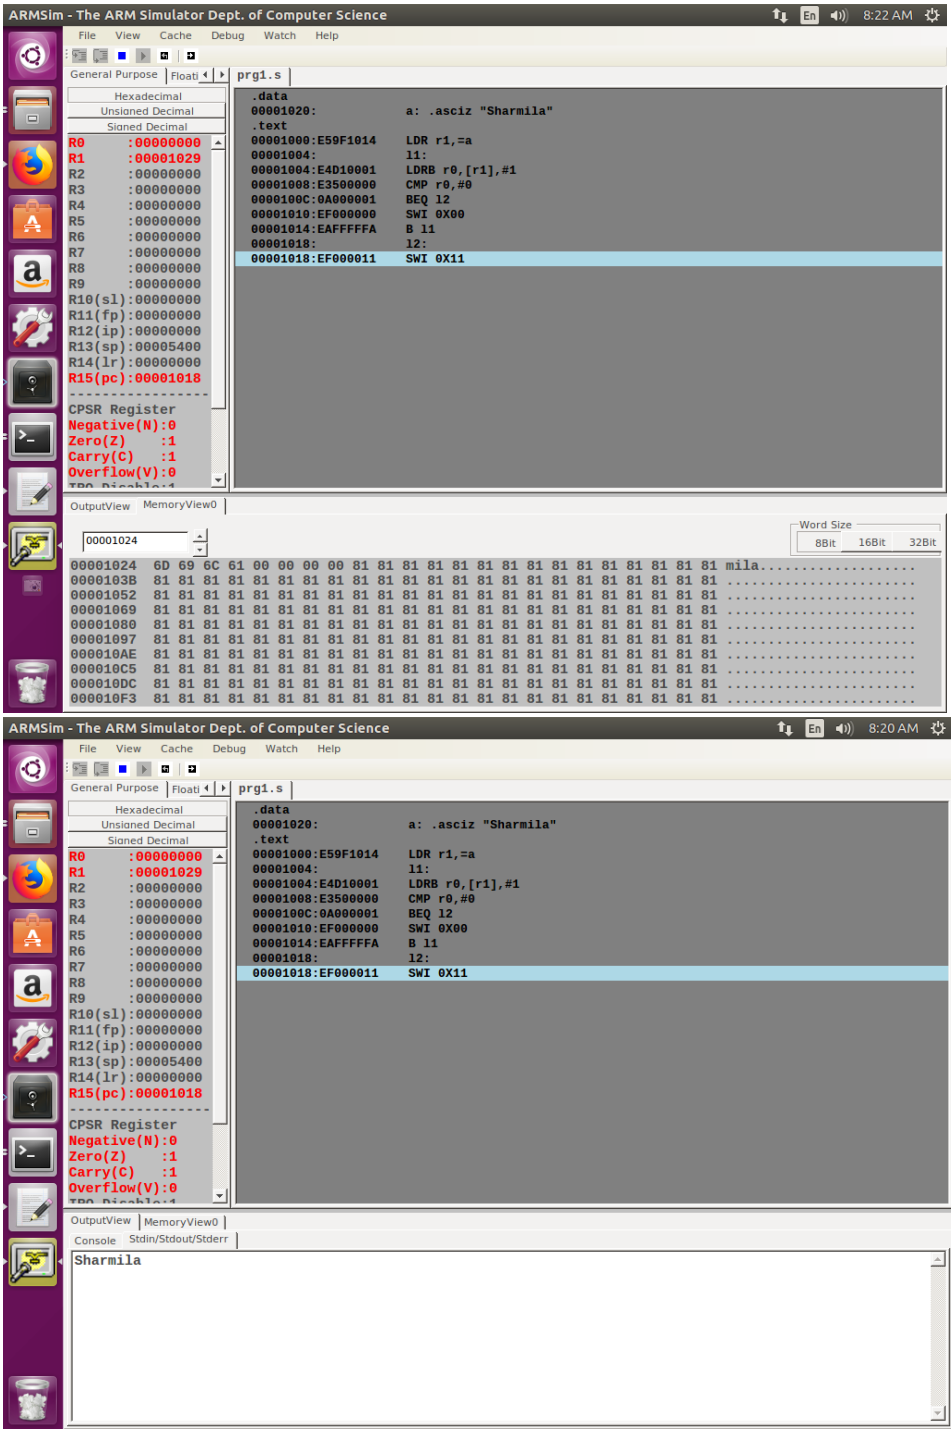 ARMSim - The ARM Simulator Dept. of Computer Science En 8:22 AM
File View Cache Debug Watch Help
General Purpose Floati prg1.s
Hexadecimal
Unsigned Decimal
Signed Decimal
R0 :00000000
R1 :00001029
R2 :00000000
R3 :00000000
R4 :00000000
R5 :00000000
R6 :00000000
R7 :00000000
R8 :00000000
R9 :00000000
R10(sl):00000000
R11(fp):00000000
R12(ip):00000000
R13(sp):00005400
R14(lr):00000000
R15(pc):00001018
------------------
CPSR Register
Negative(N):0
Zero(Z) :1
Carry(C) :1
Overflow(V):0
IRQ Disable:1
.data
00001020: a: .asciz "Sharmila"
.text
00001000:E59F1014 LDR r1,=a
00001004: l1:
00001004:E4D10001 LDRB r0,[r1],#1
00001008:E3500000 CMP r0,#0
0000100C:0A000001 BEQ l2
00001010:EF000000 SWI 0X00
00001014:EAFFFFFA B l1
00001018: l2:
00001018:EF000011 SWI 0X11
OutputView MemoryView0
00001024
Word Size
8Bit 16Bit 32Bit
00001024 6D 69 6C 61 00 00 00 00 81 81 81 81 81 81 81 81 81 81 81 81 81 81 81 mila...................
0000103B 81 81 81 81 81 81 81 81 81 81 81 81 81 81 81 81 81 81 81 81 81 81 81 .......................
00001052 81 81 81 81 81 81 81 81 81 81 81 81 81 81 81 81 81 81 81 81 81 81 81 .......................
00001069 81 81 81 81 81 81 81 81 81 81 81 81 81 81 81 81 81 81 81 81 81 81 81 .......................
00001080 81 81 81 81 81 81 81 81 81 81 81 81 81 81 81 81 81 81 81 81 81 81 81 .......................
00001097 81 81 81 81 81 81 81 81 81 81 81 81 81 81 81 81 81 81 81 81 81 81 81 .......................
000010AE 81 81 81 81 81 81 81 81 81 81 81 81 81 81 81 81 81 81 81 81 81 81 81 .......................
000010C5 81 81 81 81 81 81 81 81 81 81 81 81 81 81 81 81 81 81 81 81 81 81 81 .......................
000010DC 81 81 81 81 81 81 81 81 81 81 81 81 81 81 81 81 81 81 81 81 81 81 81 .......................
000010F3 81 81 81 81 81 81 81 81 81 81 81 81 81 81 81 81 81 81 81 81 81 81 81 .......................
ARMSim - The ARM Simulator Dept. of Computer Science En 8:20 AM
File View Cache Debug Watch Help
General Purpose Floati prg1.s
Hexadecimal
Unsigned Decimal
Signed Decimal
R0 :00000000
R1 :00001029
R2 :00000000
R3 :00000000
R4 :00000000
R5 :00000000
R6 :00000000
R7 :00000000
R8 :00000000
R9 :00000000
R10(sl):00000000
R11(fp):00000000
R12(ip):00000000
R13(sp):00005400
R14(lr):00000000
R15(pc):00001018
------------------
CPSR Register
Negative(N):0
Zero(Z) :1
Carry(C) :1
Overflow(V):0
IRQ Disable:1
.data
00001020: a: .asciz "Sharmila"
.text
00001000:E59F1014 LDR r1,=a
00001004: l1:
00001004:E4D10001 LDRB r0,[r1],#1
00001008:E3500000 CMP r0,#0
0000100C:0A000001 BEQ l2
00001010:EF000000 SWI 0X00
00001014:EAFFFFFA B l1
00001018: l2:
00001018:EF000011 SWI 0X11
OutputView MemoryView0
Console Stdin/Stdout/Stderr
Sharmila